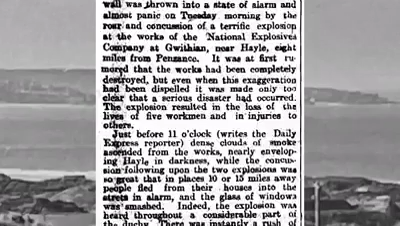 wall was thrown into a state of alarm and
almost panic on Tuesday morning by the
roar and concussion of a terrific explosion
at the works of the National Explosives
Company at Gwithian, near Hayle, eight
miles from Penzance. It was at first ru-
mored that the works had been completely
destroyed, but even when this exaggeration
had been dispelled it was made only too
clear that a serious disaster had occurred.
The explosion resulted in the loss of the
lives of five workmen and in injuries to
others.
Just before 11 o'clock (writes the Daily
Express reporter) dense clouds of smoke
ascended from the works, nearly envelop-
ing Hayle in darkness, while the concus-
sion following upon the two explosions was
so great that in places 10 or 15 miles away
people fled from their houses into the
streets in alarm, and the glass of windows
was smashed. Indeed, the explosion was
heard throughout a considerable part of
the duchy. There was instantly a rush of